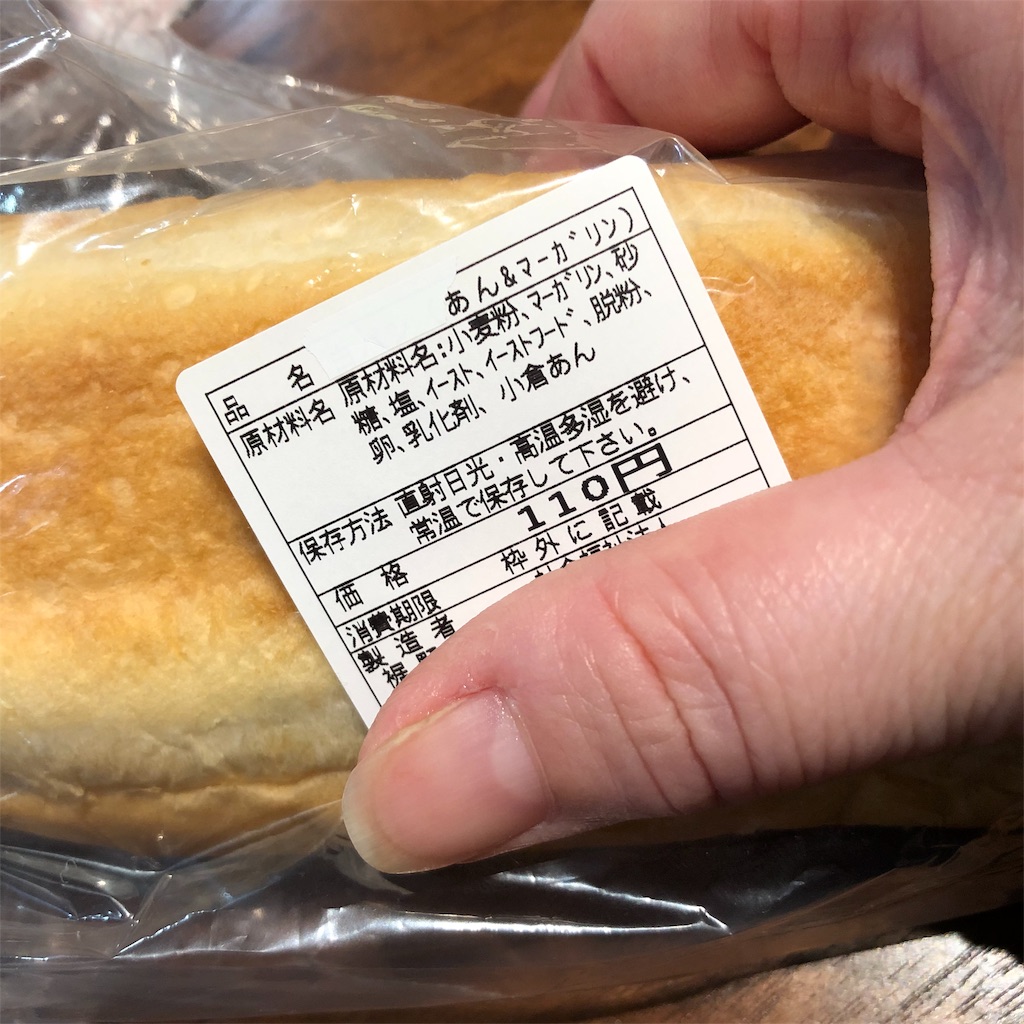 品　名　あん&マーガリン)
原材料名 原材料名:小麦粉、マーガリン、砂
糖、塩、イースト、イーストフード、脱粉、
卵、乳化剤、小倉あん
保存方法 直射日光・高温多湿を避け、
常温で保存して下さい。
価　格　110円
消費期限 枠外に記載
製造者
裾